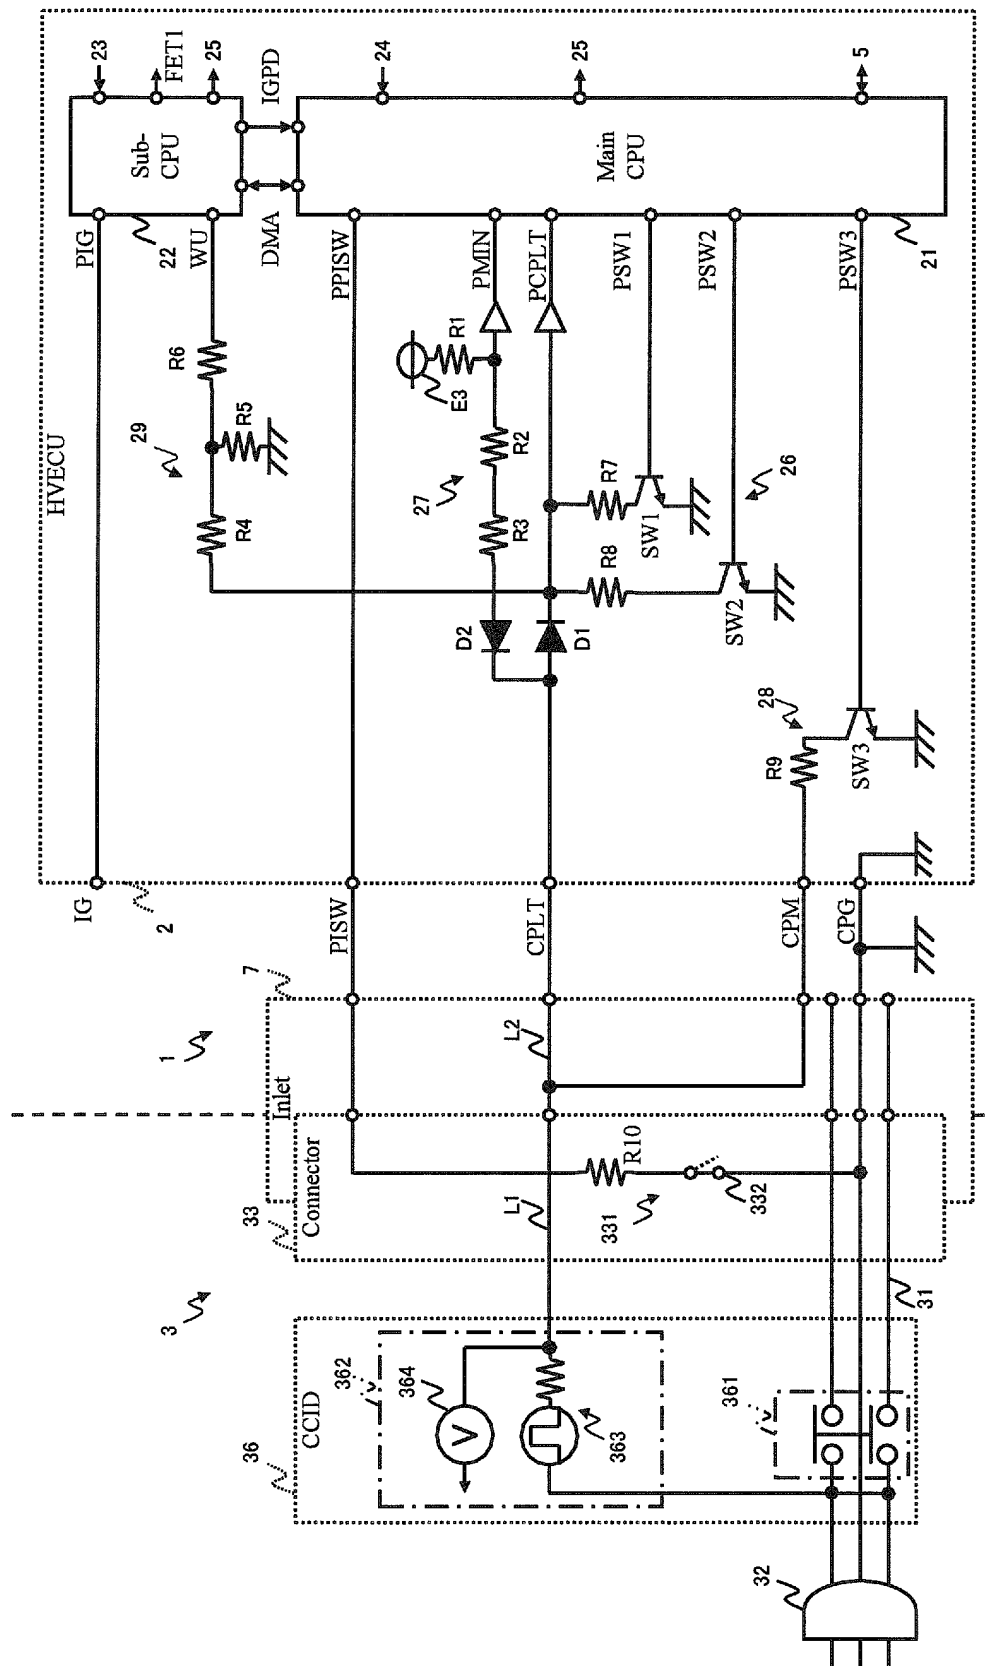 HVECU
23
FET1
25
Sub-
CPU
PIG
22
WU
IGPD
DMA
24
25
5
Main
CPU
21
PPISW
PMIN
PCPLT
PSW1
PSW2
PSW3
R6
R5
29
R4
R1
E3
R2
27
R3
D2
D1
R7
SW1
R8
26
SW2
28
R9
SW3
IG
2
PISW
CPLT
CPM
CPG
7
1
Inlet
L2
Connector
33
R10
L1
331
332
3
31
CCID
36
362
364
363
361
32